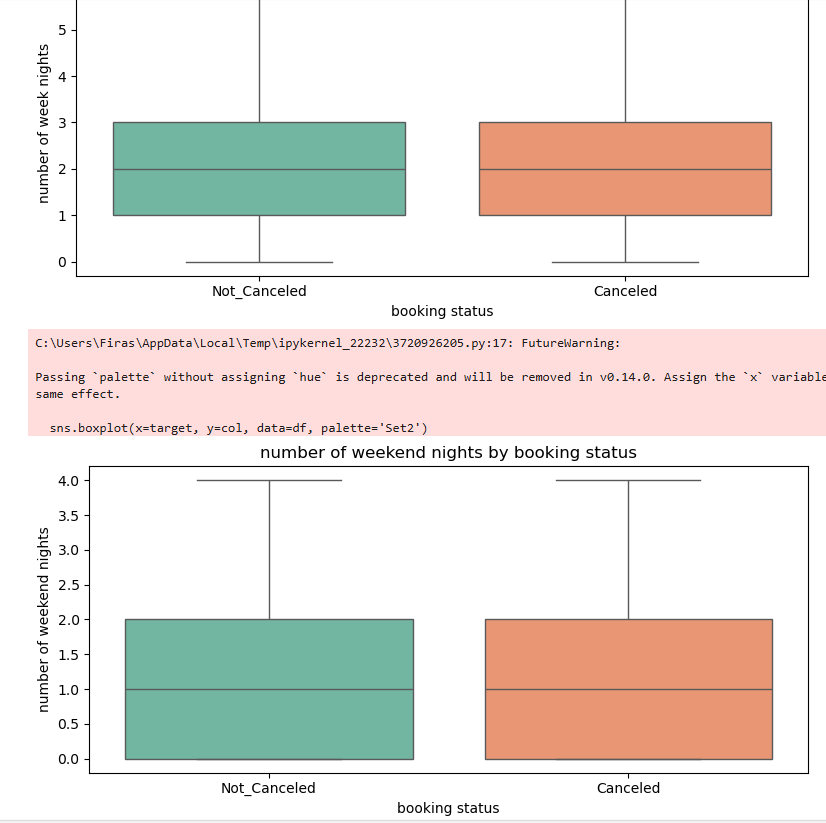 5
4
3
2
1
0
number of week nights
Not_Canceled Canceled
booking status
C:\Users\Firas\AppData\Local\Temp\ipykernel_22232\3720926205.py:17: FutureWarning:
Passing `palette` without assigning `hue` is deprecated and will be removed in v0.14.0. Assign the `x` variable
same effect.
sns.boxplot(x=target, y=col, data=df, palette='Set2')
number of weekend nights by booking status
4.0
3.5
3.0
2.5
2.0
1.5
1.0
0.5
0.0
number of weekend nights
Not_Canceled Canceled
booking status